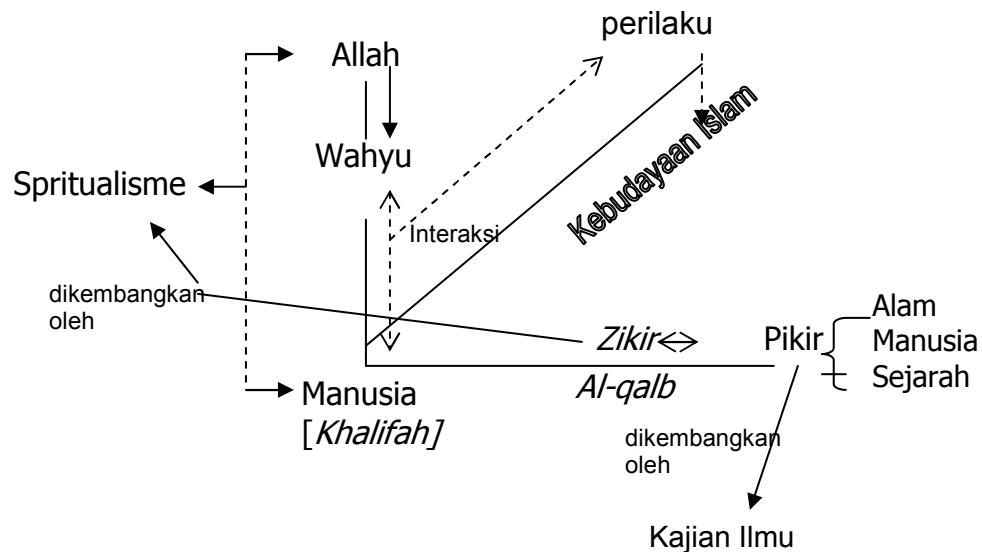 perilaku
Allah
Kebudayaan Islam
Wahyu
Spritualisme
Interaksi
dikembangkan
oleh
Zikir
Pikir
Alam
Manusia
Sejarah
Manusia
[Khalifah]
Al-qalb
dikembangkan
oleh
Kajian Ilmu